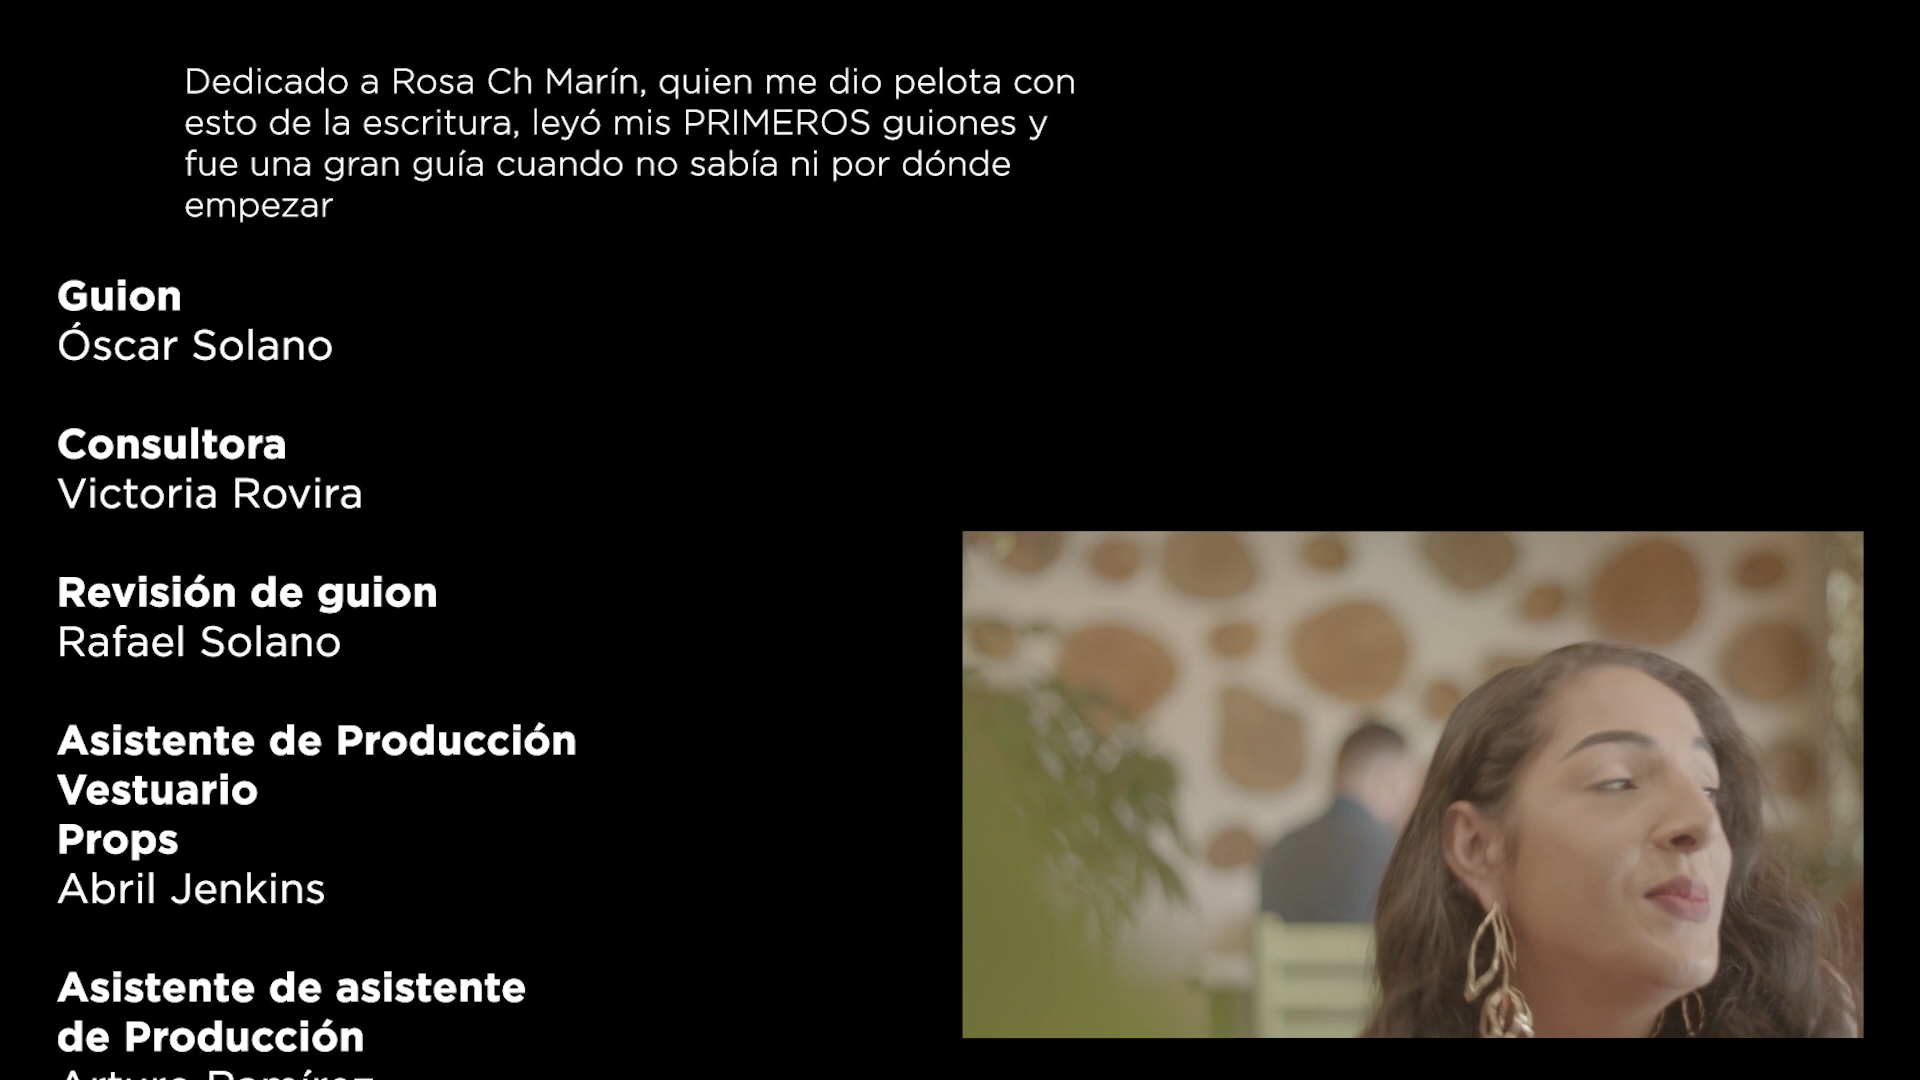 Dedicado a Rosa Ch Marín, quien me dio pelota con
esto de la escritura, leyó mis PRIMEROS guiones y
fue una gran guía cuando no sabía ni por dónde
empezar
Guion
Óscar Solano
Consultora
Victoria Rovira
Revisión de guion
Rafael Solano
Asistente de Producción
Vestuario
Props
Abril Jenkins
Asistente de asistente
de Producción
Arturo Ramírez